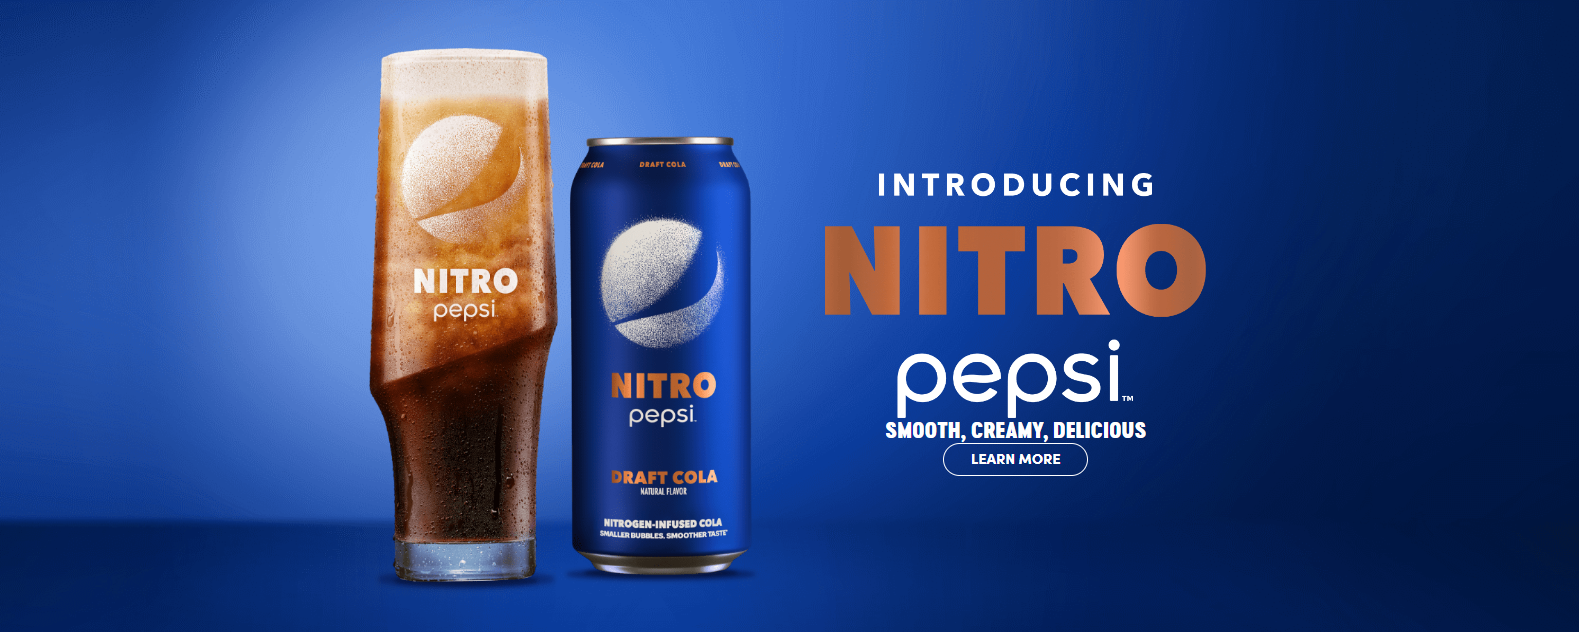 NITRO
pepsi
DRAFT COLA
NITRO
pepsi
DRAFT COLA
NATURAL FLAVOR
NITROGEN-INFUSED COLA
SMALLER BUBBLES. SMOOTHER TASTE*
INTRODUCING
NITRO
pepsi™
SMOOTH, CREAMY, DELICIOUS
LEARN MORE